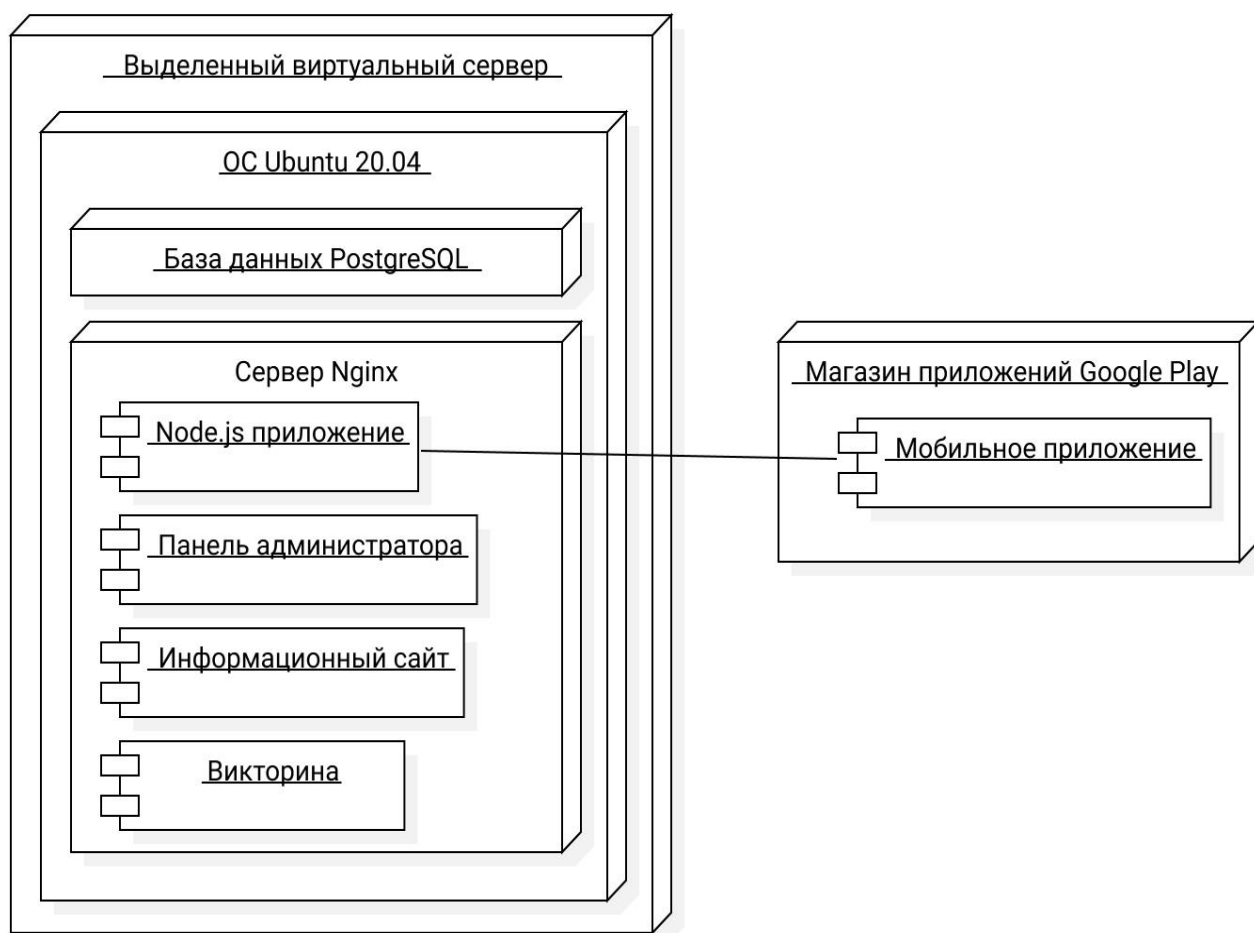 Выделенный виртуальный сервер
ОС Ubuntu 20.04
База данных PostgreSQL
Сервер Nginx
Node.js приложение
Панель администратора
Информационный сайт
Викторина
Магазин приложений Google Play
Мобильное приложение